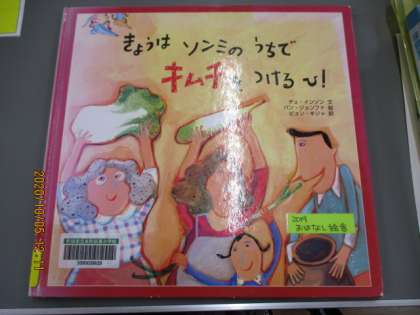 きょうは ソンミの うちで
キムチを つける ひ!
チェ・インソン 文
バン・ジョンファ 絵
ピョン・キジャ 訳
2019
おはなし絵巻